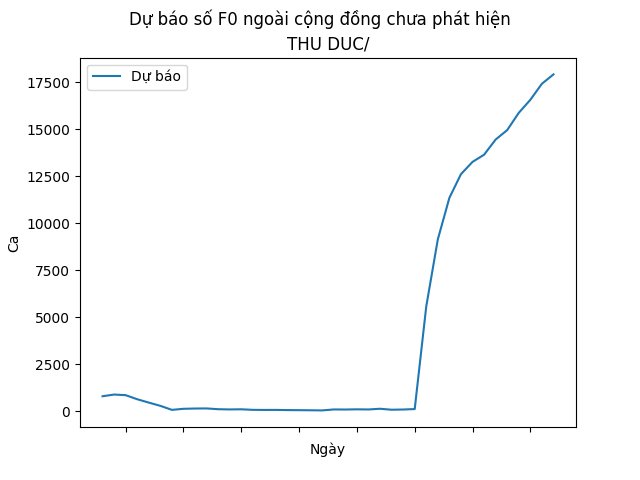 Dự báo số F0 ngoài cộng đồng chưa phát hiện
THU DUC/
Dự báo
17500
15000
12500
10000
7500
5000
2500
0
Ca
Ngày